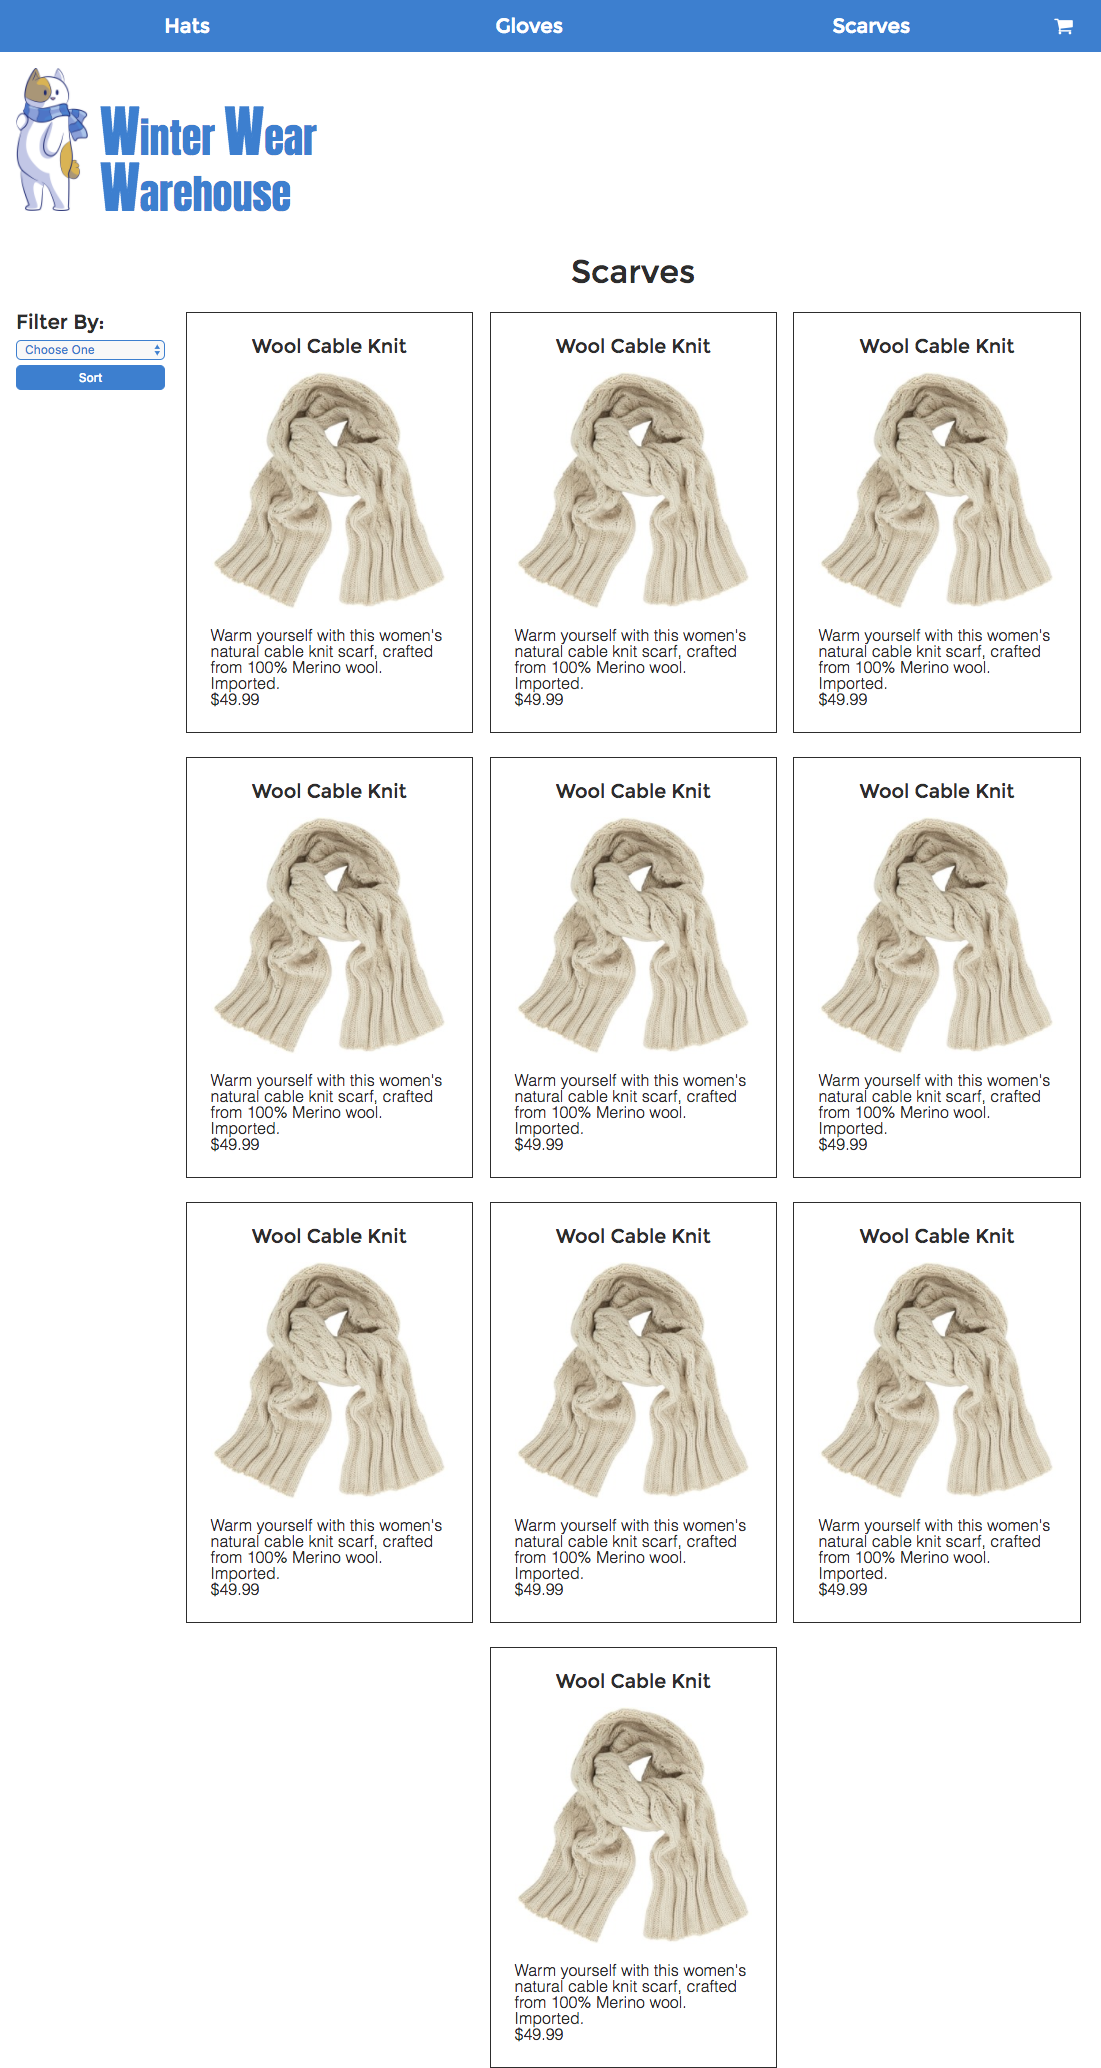 Hats Gloves Scarves
Winter Wear
Warehouse
Scarves
Filter By:
Choose One
Sort
Wool Cable Knit
Warm yourself with this women's
natural cable knit scarf, crafted
from 100% Merino wool.
Imported.
$49.99
Wool Cable Knit
Warm yourself with this women's
natural cable knit scarf, crafted
from 100% Merino wool.
Imported.
$49.99
Wool Cable Knit
Warm yourself with this women's
natural cable knit scarf, crafted
from 100% Merino wool.
Imported.
$49.99
Wool Cable Knit
Warm yourself with this women's
natural cable knit scarf, crafted
from 100% Merino wool.
Imported.
$49.99
Wool Cable Knit
Warm yourself with this women's
natural cable knit scarf, crafted
from 100% Merino wool.
Imported.
$49.99
Wool Cable Knit
Warm yourself with this women's
natural cable knit scarf, crafted
from 100% Merino wool.
Imported.
$49.99
Wool Cable Knit
Warm yourself with this women's
natural cable knit scarf, crafted
from 100% Merino wool.
Imported.
$49.99
Wool Cable Knit
Warm yourself with this women's
natural cable knit scarf, crafted
from 100% Merino wool.
Imported.
$49.99
Wool Cable Knit
Warm yourself with this women's
natural cable knit scarf, crafted
from 100% Merino wool.
Imported.
$49.99
Wool Cable Knit
Warm yourself with this women's
natural cable knit scarf, crafted
from 100% Merino wool.
Imported.
$49.99